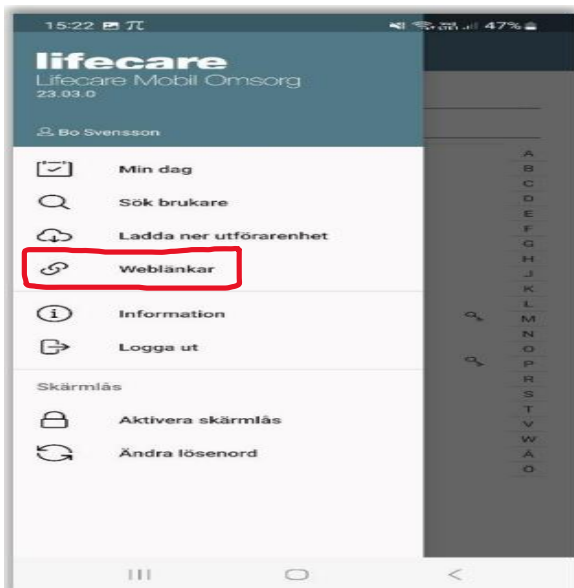 15:22 47%
lifecare
Lifecare Mobil Omsorg
23.03.0
Bo Svensson
Min dag
Sök brukare
Ladda ner utförarenhet
Weblänkar
Information
Logga ut
Skärmlås
Aktivera skärmlås
Ändra lösenord
A
B
C
D
E
F
G
H
J
K
L
M
N
O
P
R
S
T
V
W
Ä
Ö